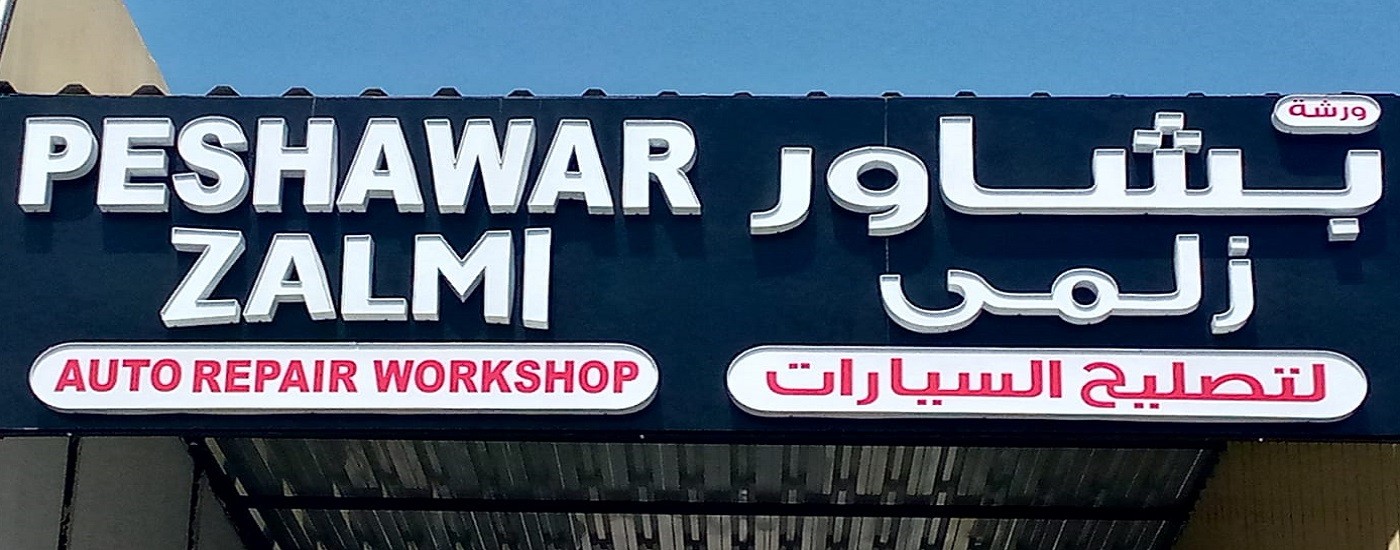 PESHAWAR
ZALMI
AUTO REPAIR WORKSHOP
ورشة
بشاور
زلمى
لتصليح السيارات